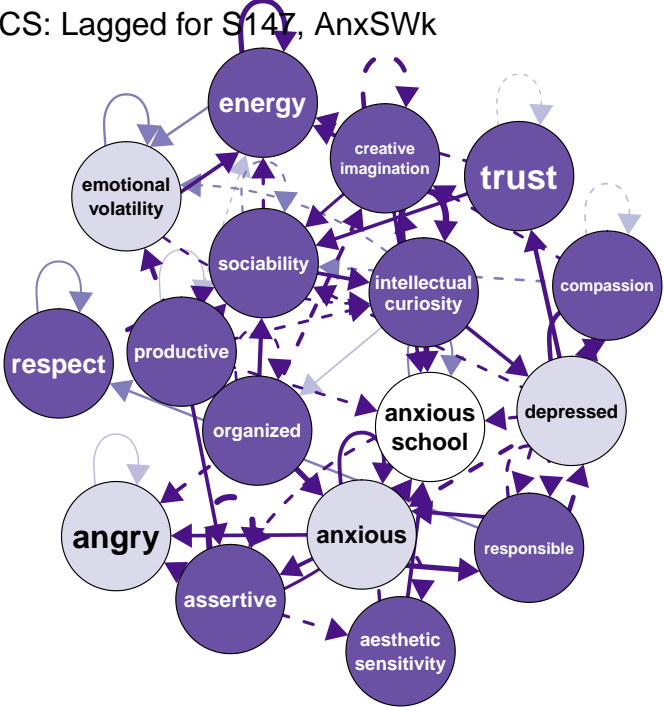 CS: Lagged for S147, AnxSWk
energy
creative
imagination
trust
emotional
volatility
sociability
intellectual
curiosity
compassion
respect
productive
organized
anxious
school
depressed
angry
anxious
responsible
assertive
aesthetic
sensitivity